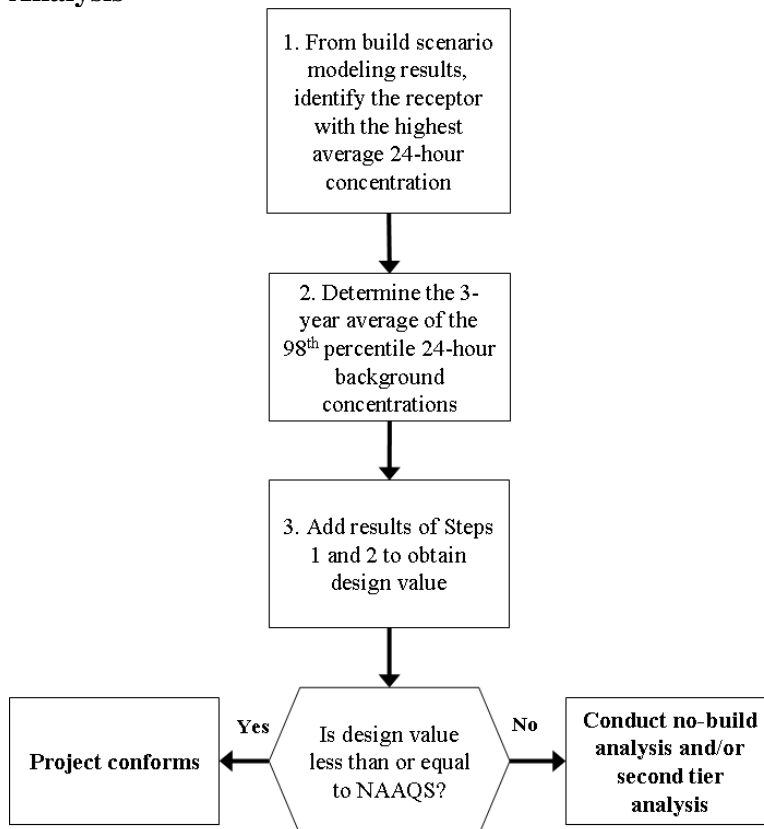 Analysis
1. From build scenario
modeling results,
identify the receptor
with the highest
average 24-hour
concentration
2. Determine the 3-
year average of the
98th percentile 24-hour
background
concentrations
3. Add results of Steps
1 and 2 to obtain
design value
Is design value
less than or equal
to NAAQS?
Yes
Project conforms
No
Conduct no-build
analysis and/or
second tier
analysis